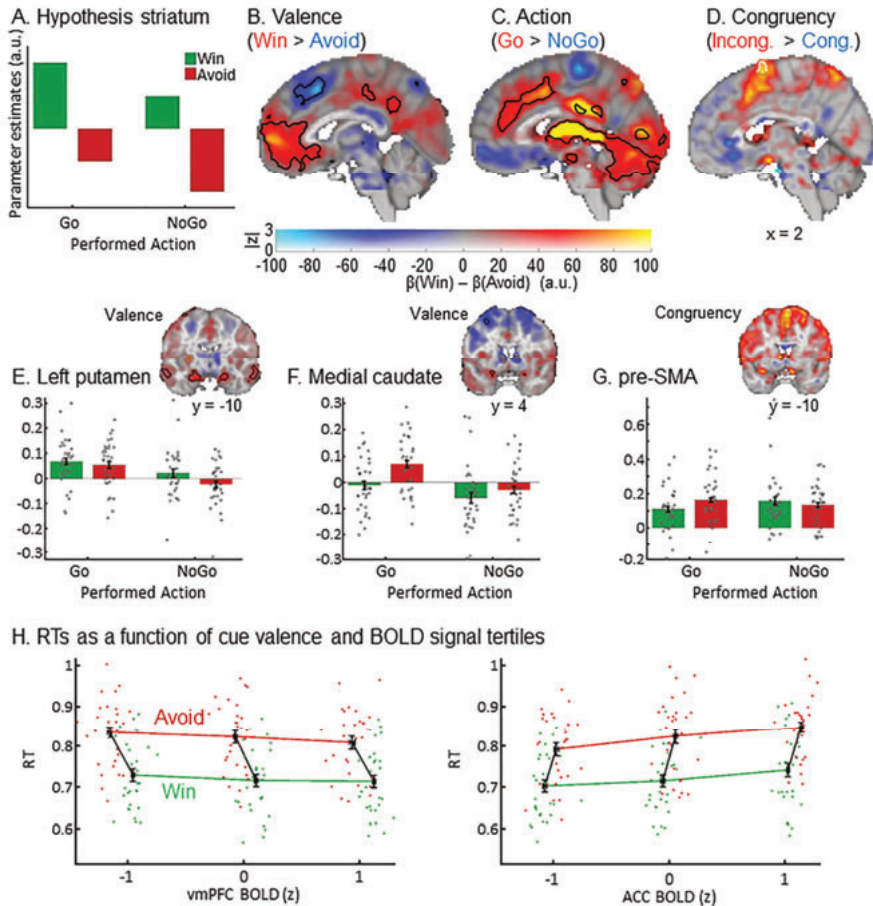 A. Hypothesis striatum
Parameter estimates (a.u.)
Win
Avoid
Go
NoGo
Performed Action
B. Valence
(Win > Avoid)
C. Action
(Go > NoGo)
D. Congruency
(Incong. > Cong.)
|z|
3
0
-100 -80 -60 -40 -20 0 20 40 60 80 100
β(Win) – β(Avoid) (a.u.)
x = 2
Valence
E. Left putamen
y = -10
0.3
0.2
0.1
0
-0.1
-0.2
-0.3
Go
NoGo
Performed Action
Valence
F. Medial caudate
y = 4
0.3
0.2
0.1
0
-0.1
-0.2
-0.3
Go
NoGo
Performed Action
Congruency
G. pre-SMA
y = -10
0.4
0.2
0
-0.2
Go
NoGo
Performed Action
H. RTs as a function of cue valence and BOLD signal tertiles
RT
1
0.9
0.8
0.7
0.6
Avoid
Win
-1 0 1
vmPFC BOLD (z)
RT
1
0.9
0.8
0.7
0.6
-1 0 1
ACC BOLD (z)